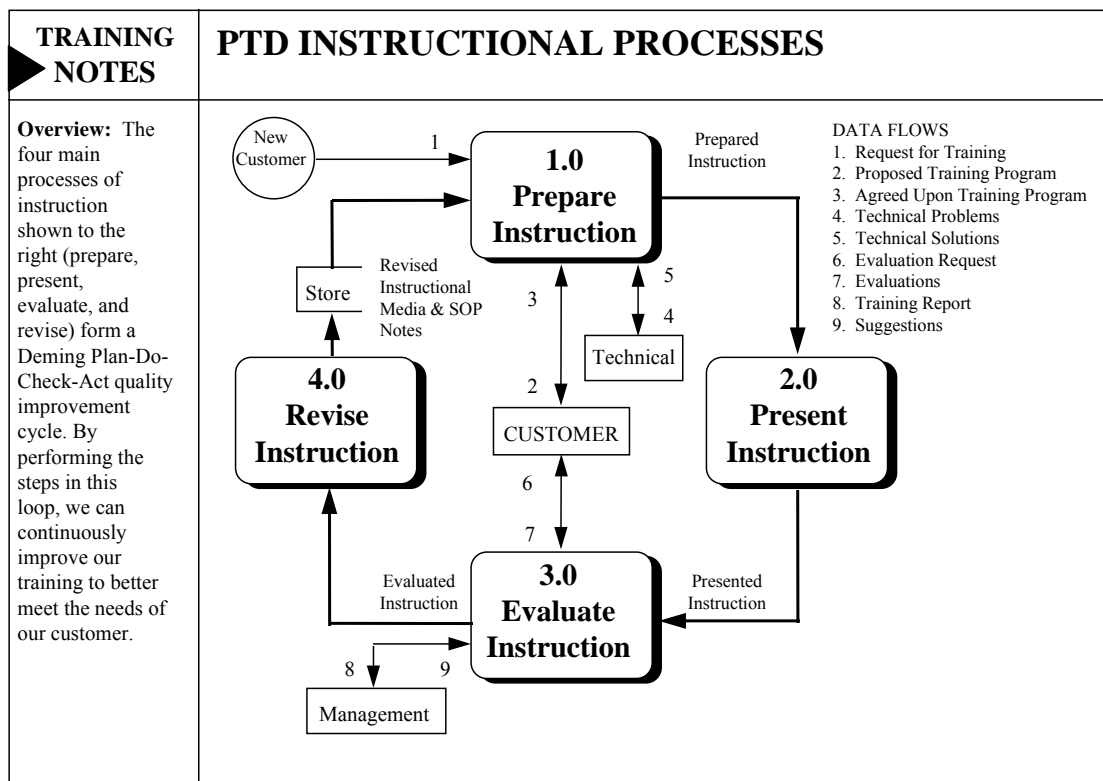 TRAINING
NOTES
PTD INSTRUCTIONAL PROCESSES
Overview: The
four main
processes of
instruction
shown to the
right (prepare,
present,
evaluate, and
revise) form a
Deming Plan-Do-
Check-Act quality
improvement
cycle. By
performing the
steps in this
loop, we can
continuously
improve our
training to better
meet the needs of
our customer.
New
Customer
1
1.0
Prepare
Instruction
Prepared
Instruction
DATA FLOWS
1. Request for Training
2. Proposed Training Program
3. Agreed Upon Training Program
4. Technical Problems
5. Technical Solutions
6. Evaluation Request
7. Evaluations
8. Training Report
9. Suggestions
Store
Revised
Instructional
Media & SOP
Notes
3
5
4
Technical
4.0
Revise
Instruction
2
CUSTOMER
2.0
Present
Instruction
6
7
Evaluated
Instruction
3.0
Evaluate
Instruction
Presented
Instruction
8
9
Management